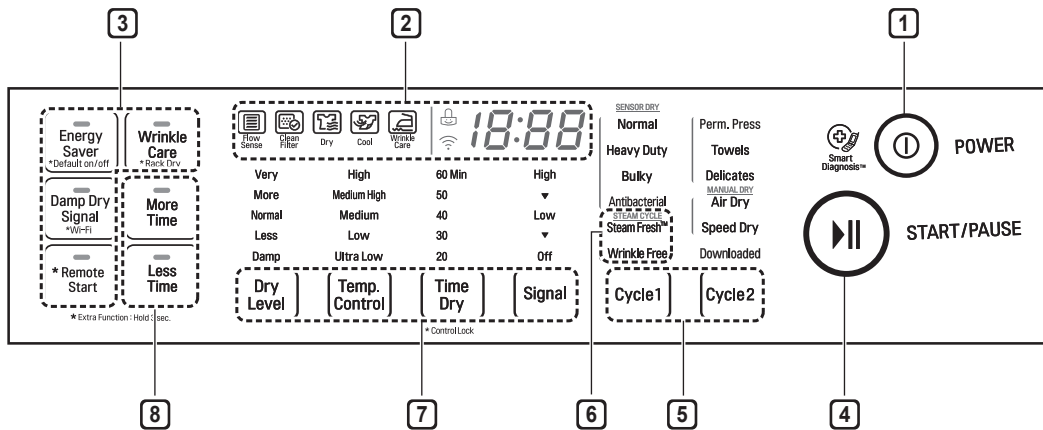 3
2
1
Energy
Saver
*Default on/off
Wrinkle
Care
*Rack Dry
Damp Dry
Signal
*Wi-Fi
More
Time
*Remote
Start
Less
Time
* Extra Function : Hold 3 sec.
Flow
Sense
Clean
Filter
Dry
Cool
Wrinkle
Care
18:88
Very High 60 Min High
More Medium High 50 ▼
Normal Medium 40 Low
Less Low 30 ▼
Damp Ultra Low 20 Off
Dry
Level
Temp.
Control
Time
Dry
Signal
* Control Lock
SENSOR DRY
Normal
Heavy Duty
Bulky
Antibacterial
STEAM CYCLE
Steam Fresh™
Wrinkle Free
Perm. Press
Towels
Delicates
MANUAL DRY
Air Dry
Speed Dry
Downloaded
Cycle1
Cycle2
Smart
Diagnosis™
POWER
START/PAUSE
8
7
6
5
4